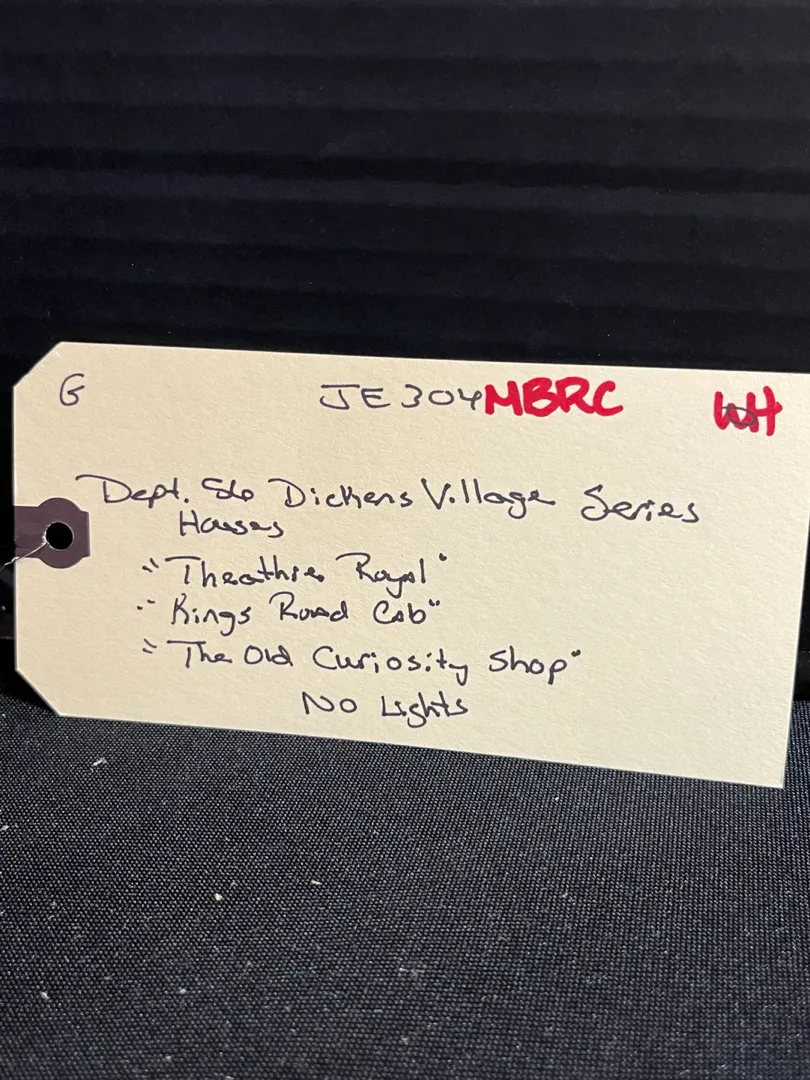 G JE304MBRC WH
Dept. 56 Dickens Village Series
Houses
"Theathre Royal"
"Kings Road Cab"
"The Old Curiosity Shop"
No Lights